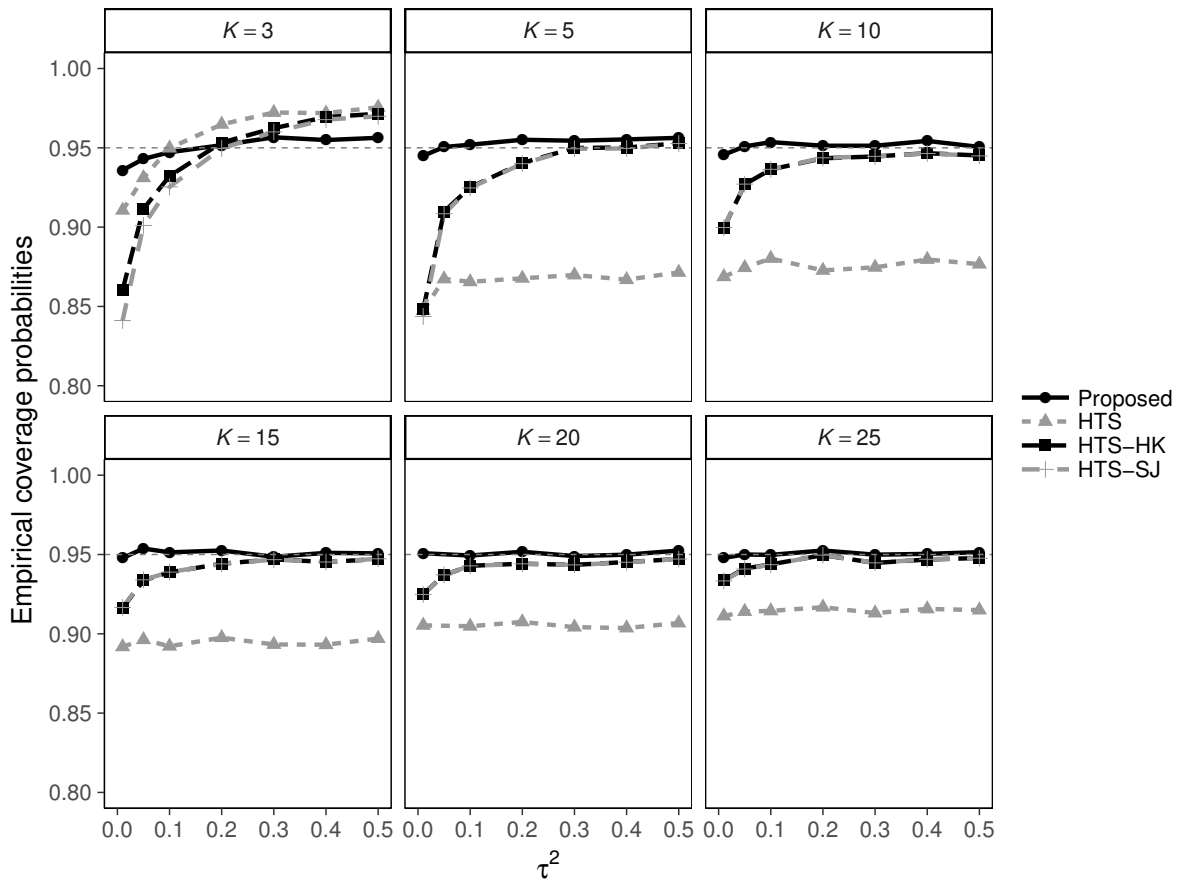 K = 3
K = 5
K = 10
1.00
0.95
0.90
0.85
0.80
K = 15
K = 20
K = 25
1.00
0.95
0.90
0.85
0.80
0.0 0.1 0.2 0.3 0.4 0.5
0.0 0.1 0.2 0.3 0.4 0.5
0.0 0.1 0.2 0.3 0.4 0.5
τ²
Empirical coverage probabilities
Proposed
HTS
HTS−HK
HTS−SJ